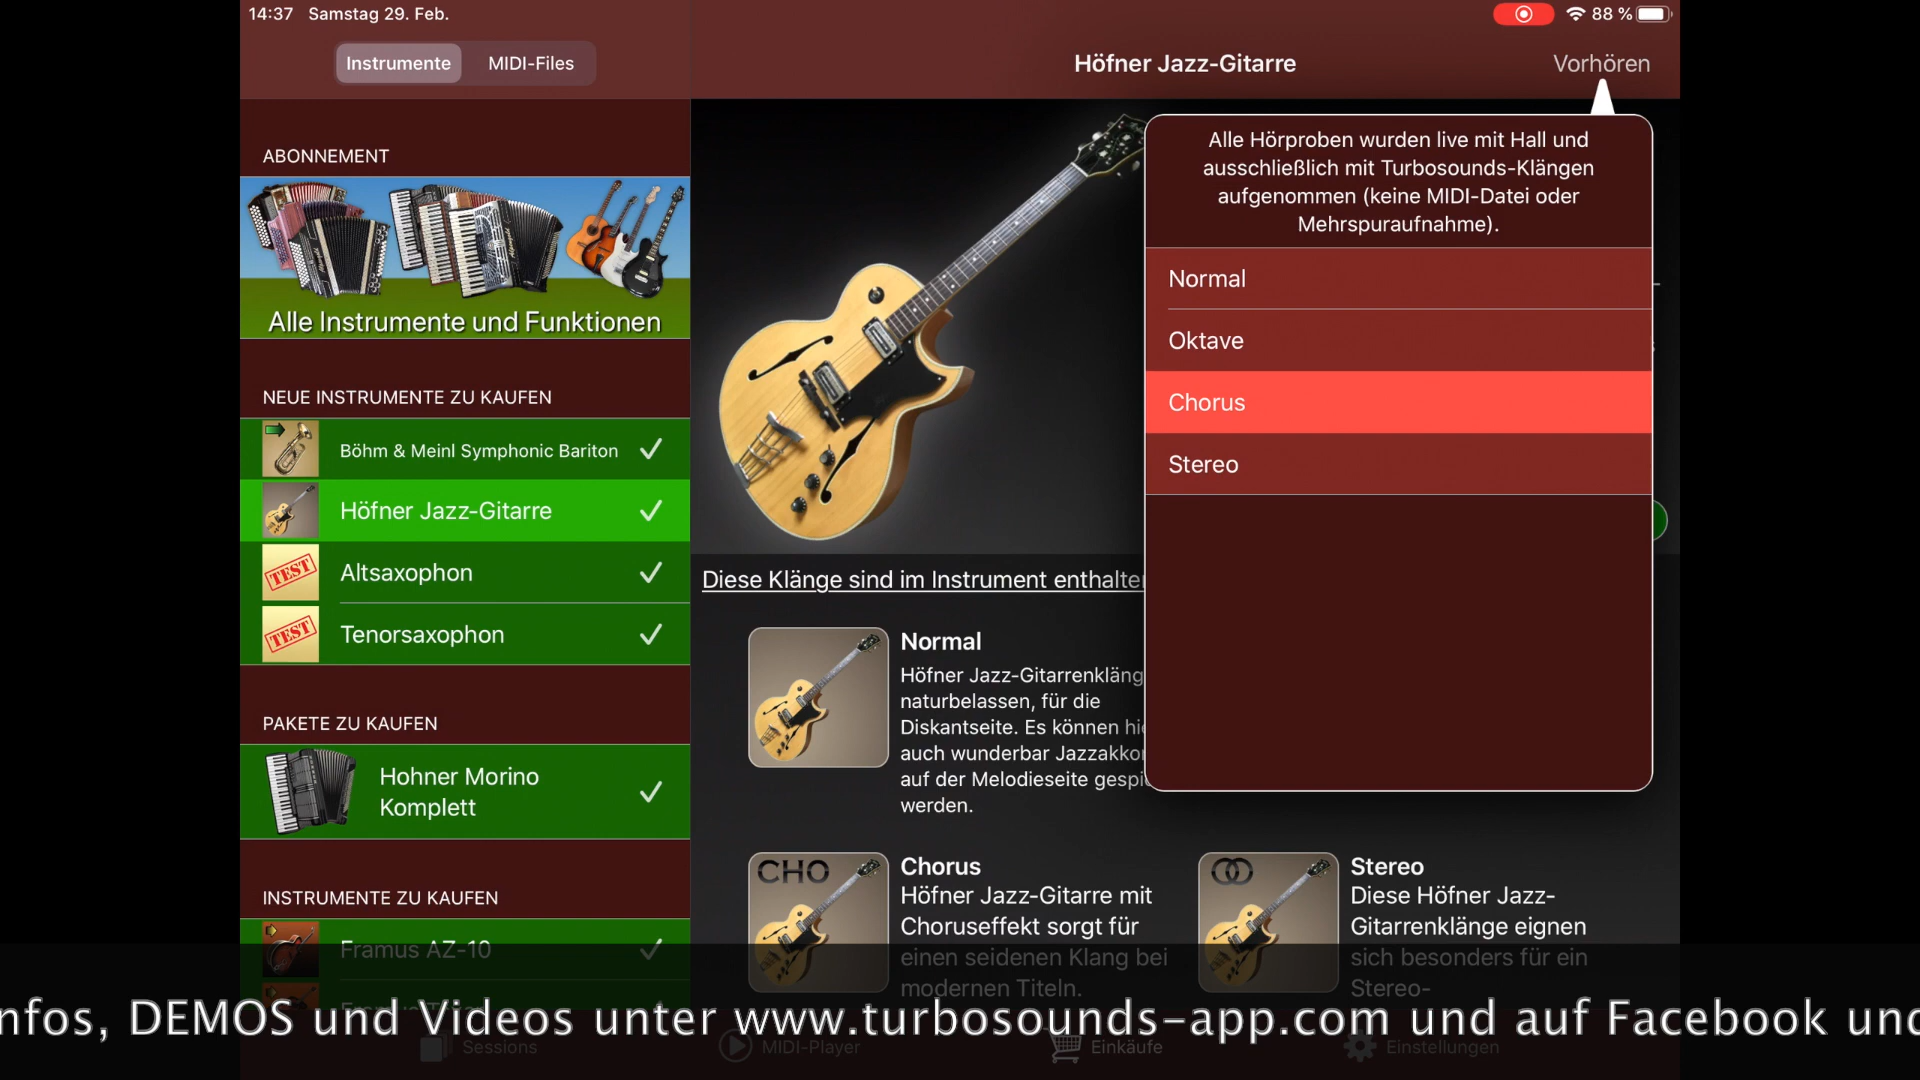 14:37 Samstag 29. Feb.
88 %
Instrumente
MIDI-Files
Höfner Jazz-Gitarre
Vorhören
ABONNEMENT
Alle Instrumente und Funktionen
NEUE INSTRUMENTE ZU KAUFEN
Böhm & Meinl Symphonic Bariton
Höfner Jazz-Gitarre
TEST
Altsaxophon
TEST
Tenorsaxophon
PAKETE ZU KAUFEN
Hohner Morino
Komplett
INSTRUMENTE ZU KAUFEN
Framus AZ-10
Alle Hörproben wurden live mit Hall und
ausschließlich mit Turbosounds-Klängen
aufgenommen (keine MIDI-Datei oder
Mehrspuraufnahme).
Normal
Oktave
Chorus
Stereo
Diese Klänge sind im Instrument enthalten
Normal
Höfner Jazz-Gitarrenkläng
naturbelassen, für die
Diskantseite. Es können hie
auch wunderbar Jazzakkor
auf der Melodieseite gespi
werden.
CHO
Chorus
Höfner Jazz-Gitarre mit
Choruseffekt sorgt für
einen seidenen Klang bei
modernen Titeln.
Stereo
Diese Höfner Jazz-
Gitarrenklänge eignen
sich besonders für ein
Stereo-
nfos, DEMOS und Videos unter www.turbosounds-app.com und auf Facebook und
Sessions
MIDI-Player
Einkäufe
Einstellungen